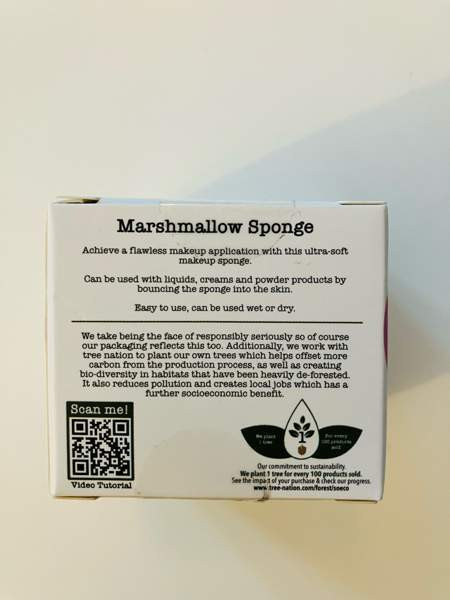 Marshmallow Sponge
Achieve a flawless makeup application with this ultra-soft
makeup sponge.
Can be used with liquids, creams and powder products by
bouncing the sponge into the skin.
Easy to use, can be used wet or dry.
We take being the face of responsibly seriously so of course
our packaging reflects this too. Additionally, we work with
tree nation to plant our own trees which helps offset more
carbon from the production process, as well as creating
bio-diversity in habitats that have been heavily de-forested.
It also reduces pollution and creates local jobs which has a
further socioeconomic benefit.
Scan me!
Video Tutorial
We plant
1 tree
For every
100 products
sold
Our commitment to sustainability.
We plant 1 tree for every 100 products sold.
See the impact of your purchase & check our progress.
www.tree-nation.com/forest/soeco